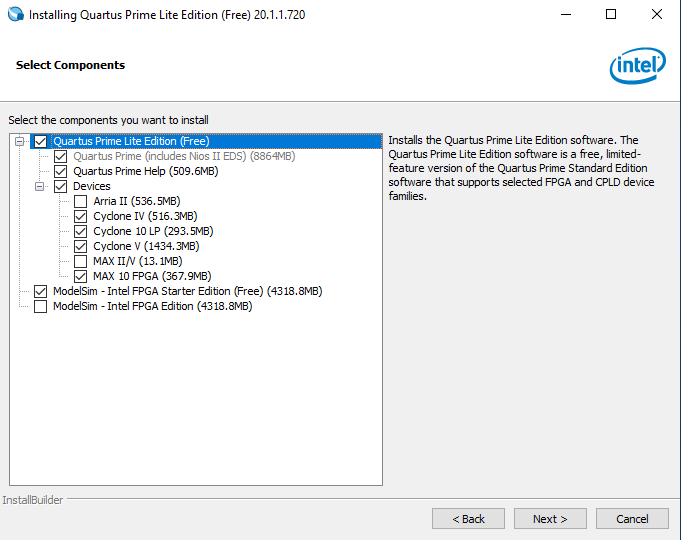 Installing Quartus Prime Lite Edition (Free) 20.1.1.720
Select Components
intel
Select the components you want to install
Quartus Prime Lite Edition (Free)
Quartus Prime (includes Nios II EDS) (8864MB)
Quartus Prime Help (509.6MB)
Devices
Arria II (536.5MB)
Cyclone IV (516.3MB)
Cyclone 10 LP (293.5MB)
Cyclone V (1434.3MB)
MAX II/V (13.1MB)
MAX 10 FPGA (367.9MB)
ModelSim - Intel FPGA Starter Edition (Free) (4318.8MB)
ModelSim - Intel FPGA Edition (4318.8MB)
Installs the Quartus Prime Lite Edition software. The
Quartus Prime Lite Edition software is a free, limited-
feature version of the Quartus Prime Standard Edition
software that supports selected FPGA and CPLD device
families.
InstallBuilder
< Back
Next >
Cancel